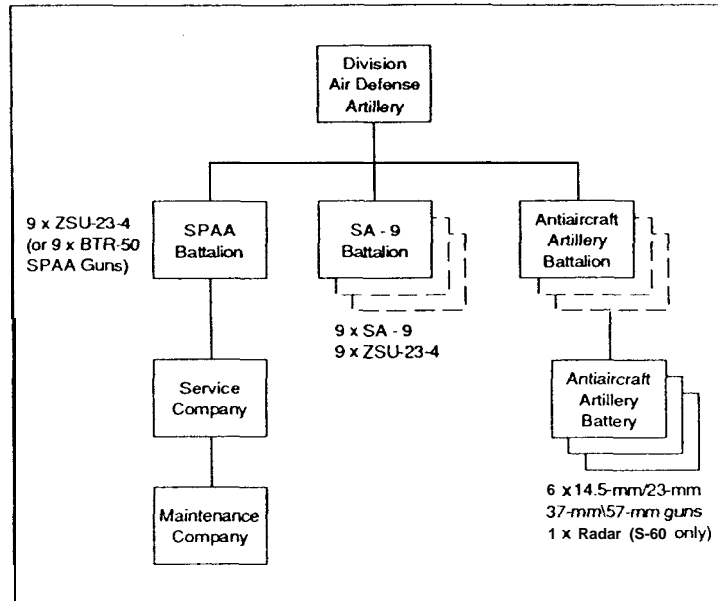 Division
Air Defense
Artillery
9 x ZSU-23-4
(or 9 x BTR-50
SPAA Guns)
SPAA
Battalion
SA - 9
Battalion
Antiaircraft
Artillery
Battalion
9 x SA - 9
9 x ZSU-23-4
Service
Company
Antiaircraft
Artillery
Battery
Maintenance
Company
6 x 14.5-mm/23-mm
37-mm\57-mm guns
1 x Radar (S-60 only)